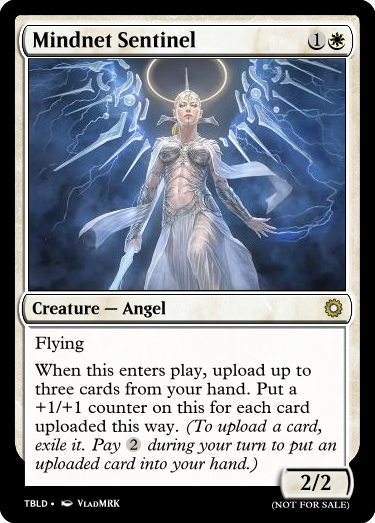 Mindnet Sentinel 1
Creature — Angel
Flying
When this enters play, upload up to
three cards from your hand. Put a
+1/+1 counter on this for each card
uploaded this way. (To upload a card,
exile it. Pay 2 during your turn to put an
uploaded card into your hand.)
2/2
TBLD • VLADMRK (NOT FOR SALE)